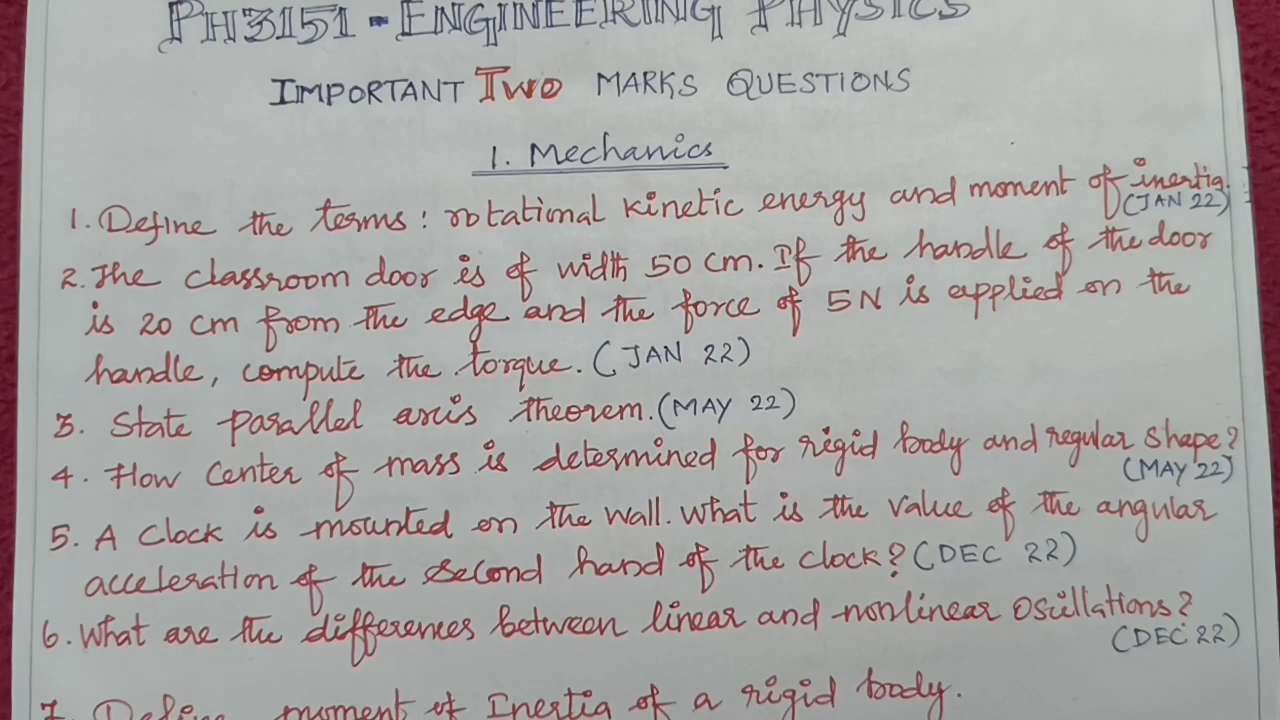 PH3151 - ENGINEERING PHYSICS
IMPORTANT TWO MARKS QUESTIONS
1. Mechanics
1. Define the terms: rotational kinetic energy and moment of inertia.
(JAN 22)
2. The classroom door is of width 50 cm. If the handle of the door
is 20 cm from the edge and the force of 5N is applied on the
handle, compute the torque. (JAN 22)
3. State parallel axis theorem. (MAY 22)
4. How Center of mass is determined for rigid body and regular shape?
(MAY 22)
5. A Clock is mounted on the wall. What is the value of the angular
acceleration of the second hand of the clock? (DEC 22)
6. What are the differences between linear and nonlinear oscillations?
(DEC 22)
7. Define moment of Inertia of a rigid body.